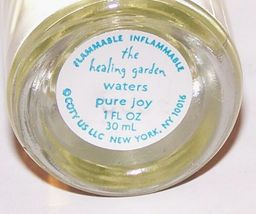 FLAMMABLE INFLAMMABLE
the
healing garden
waters
pure joy
1 FL OZ
30 mL
© COTY US LLC NEW YORK, NY 10016